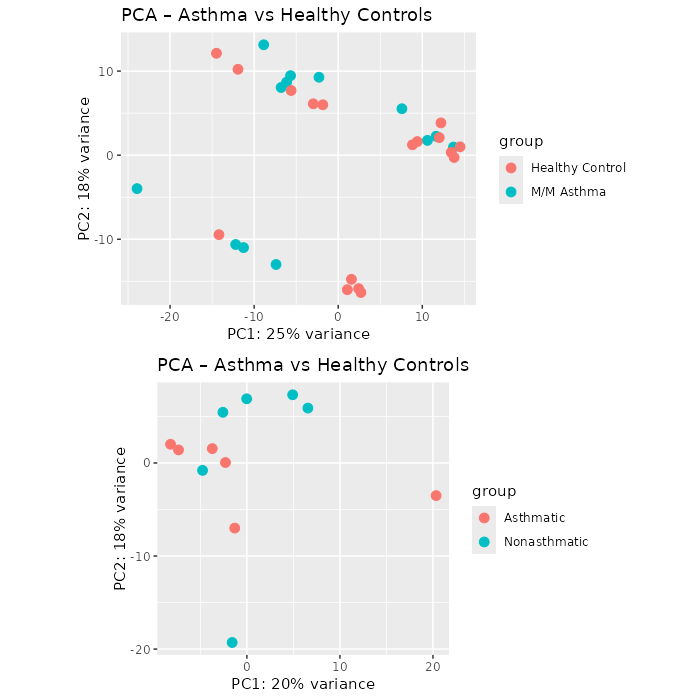 PCA – Asthma vs Healthy Controls
10
0
-10
PC2: 18% variance
-20
-10
0
10
PC1: 25% variance
group
Healthy Control
M/M Asthma
PCA – Asthma vs Healthy Controls
0
-10
-20
PC2: 18% variance
0
10
20
PC1: 20% variance
group
Asthmatic
Nonasthmatic